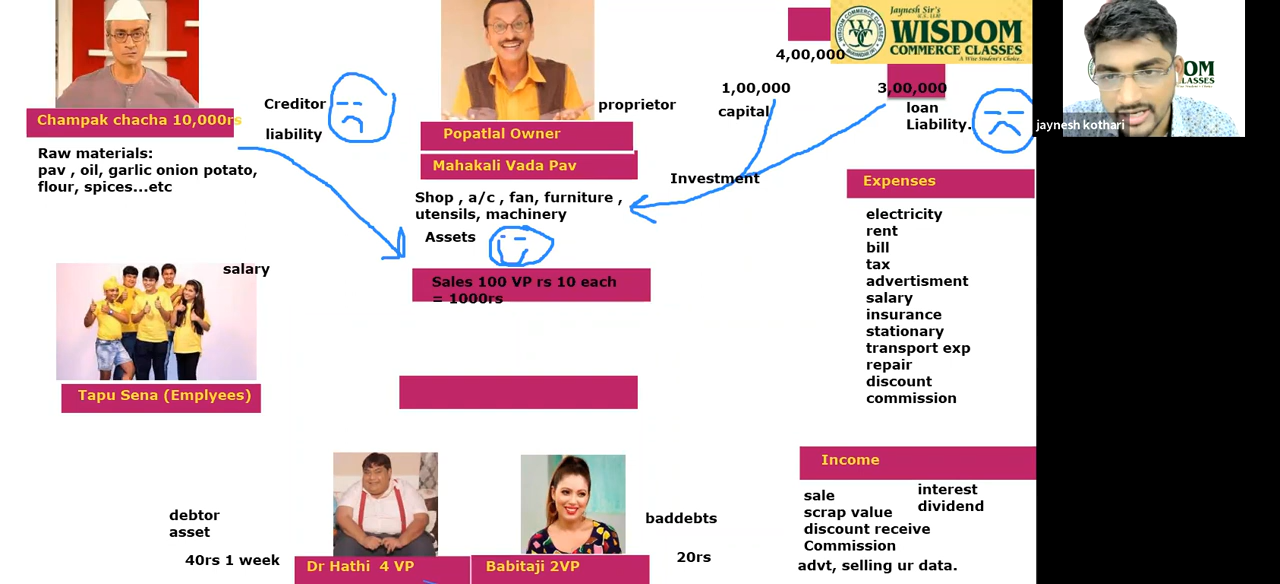 Jaynesh Sir's
WISDOM
COMMERCE CLASSES
A Wise Student's Choice...
4,00,000
1,00,000
capital
3,00,000
loan
Liability.
OM
LASSES
jaynesh kothari
Champak chacha 10,000rs
Creditor
liability
Raw materials:
pav , oil, garlic onion potato,
flour, spices...etc
proprietor
Popatlal Owner
Mahakali Vada Pav
Shop , a/c , fan, furniture ,
utensils, machinery
Assets
Investment
Sales 100 VP rs 10 each
= 1000rs
Expenses
electricity
rent
bill
tax
advertisment
salary
insurance
stationary
transport exp
repair
discount
commission
salary
Tapu Sena (Emplyees)
debtor
asset
40rs 1 week
Dr Hathi 4 VP
Babitaji 2VP
baddebts
20rs
Income
sale
scrap value
discount receive
Commission
advt, selling ur data.
interest
dividend